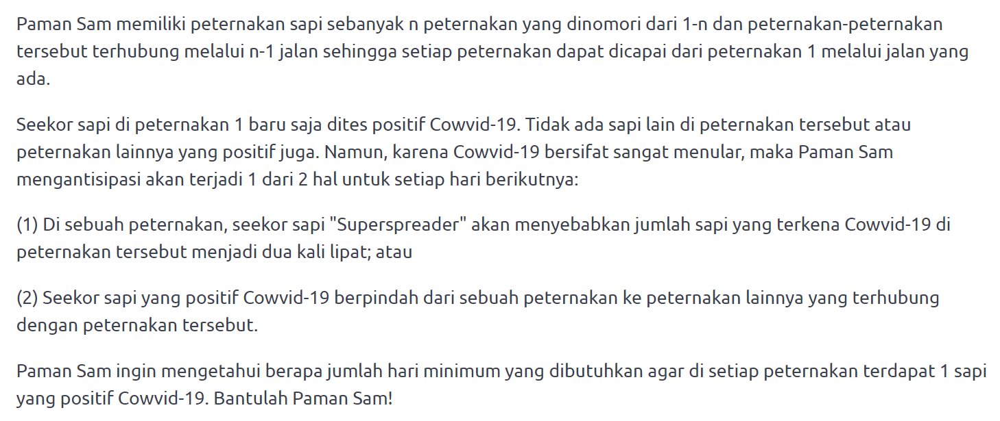 Paman Sam memiliki peternakan sapi sebanyak n peternakan yang dinomori dari 1-n dan peternakan-peternakan
tersebut terhubung melalui n-1 jalan sehingga setiap peternakan dapat dicapai dari peternakan 1 melalui jalan yang
ada.
Seekor sapi di peternakan 1 baru saja dites positif Cowvid-19. Tidak ada sapi lain di peternakan tersebut atau
peternakan lainnya yang positif juga. Namun, karena Cowvid-19 bersifat sangat menular, maka Paman Sam
mengantisipasi akan terjadi 1 dari 2 hal untuk setiap hari berikutnya:
(1) Di sebuah peternakan, seekor sapi "Superspreader" akan menyebabkan jumlah sapi yang terkena Cowvid-19 di
peternakan tersebut menjadi dua kali lipat; atau
(2) Seekor sapi yang positif Cowvid-19 berpindah dari sebuah peternakan ke peternakan lainnya yang terhubung
dengan peternakan tersebut.
Paman Sam ingin mengetahui berapa jumlah hari minimum yang dibutuhkan agar di setiap peternakan terdapat 1 sapi
yang positif Cowvid-19. Bantulah Paman Sam!